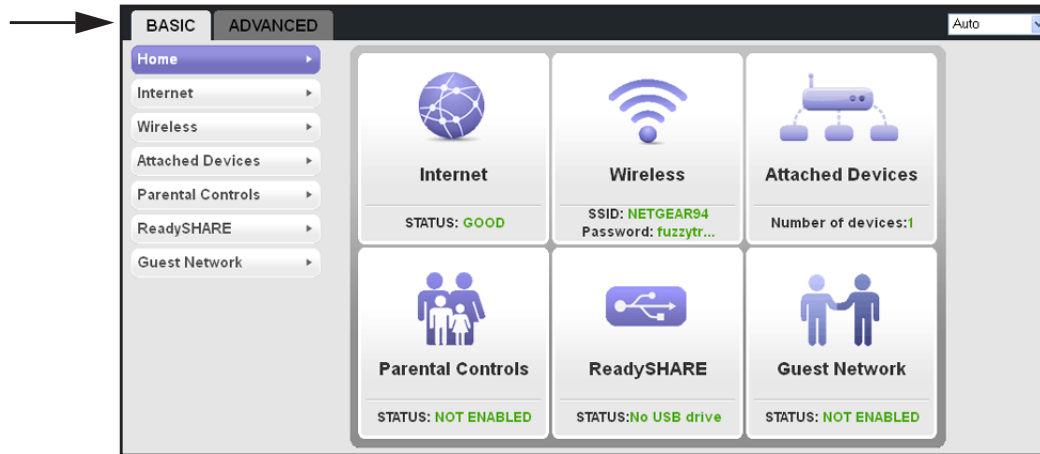 BASIC ADVANCED Auto
Home
Internet
Wireless
Attached Devices
Parental Controls
ReadySHARE
Guest Network
Internet
STATUS: GOOD
Wireless
SSID: NETGEAR94
Password: fuzzytr...
Attached Devices
Number of devices:1
Parental Controls
STATUS: NOT ENABLED
ReadySHARE
STATUS:No USB drive
Guest Network
STATUS: NOT ENABLED